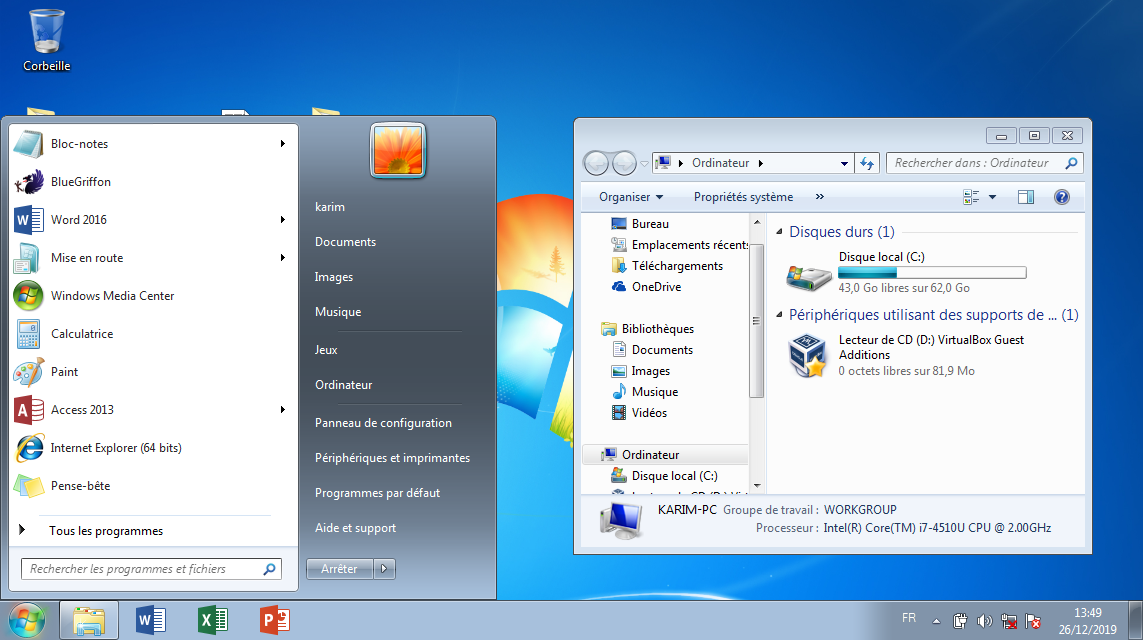 Corbeille
Bloc-notes
BlueGriffon
Word 2016
Mise en route
Windows Media Center
Calculatrice
Paint
Access 2013
Internet Explorer (64 bits)
Pense-bête
Tous les programmes
Rechercher les programmes et fichiers
karim
Documents
Images
Musique
Jeux
Ordinateur
Panneau de configuration
Périphériques et imprimantes
Programmes par défaut
Aide et support
Arrêter
Ordinateur
Rechercher dans : Ordinateur
Organiser
Propriétés système
»
Bureau
Emplacements récents
Téléchargements
OneDrive
Bibliothèques
Documents
Images
Musique
Vidéos
Ordinateur
Disque local (C:)
Disques durs (1)
Disque local (C:)
43,0 Go libres sur 62,0 Go
Périphériques utilisant des supports de ... (1)
Lecteur de CD (D:) VirtualBox Guest
Additions
0 octets libres sur 81,9 Mo
KARIM-PC Groupe de travail : WORKGROUP
Processeur : Intel(R) Core(TM) i7-4510U CPU @ 2.00GHz
FR
13:49
26/12/2019